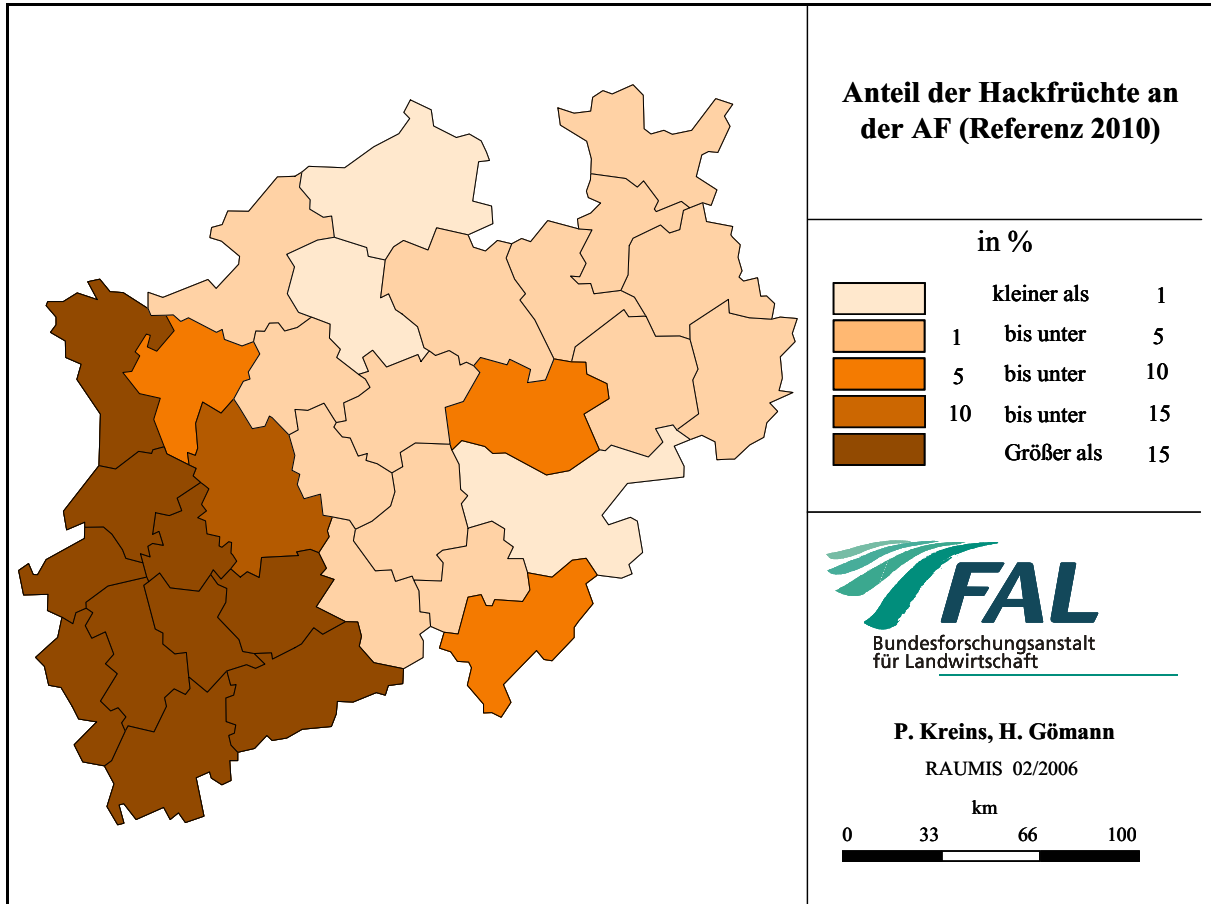 Anteil der Hackfrüchte an
der AF (Referenz 2010)
in %
kleiner als 1
1 bis unter 5
5 bis unter 10
10 bis unter 15
Größer als 15
FAL
Bundesforschungsanstalt
für Landwirtschaft
P. Kreins, H. Gömann
RAUMIS 02/2006
km
0 33 66 100